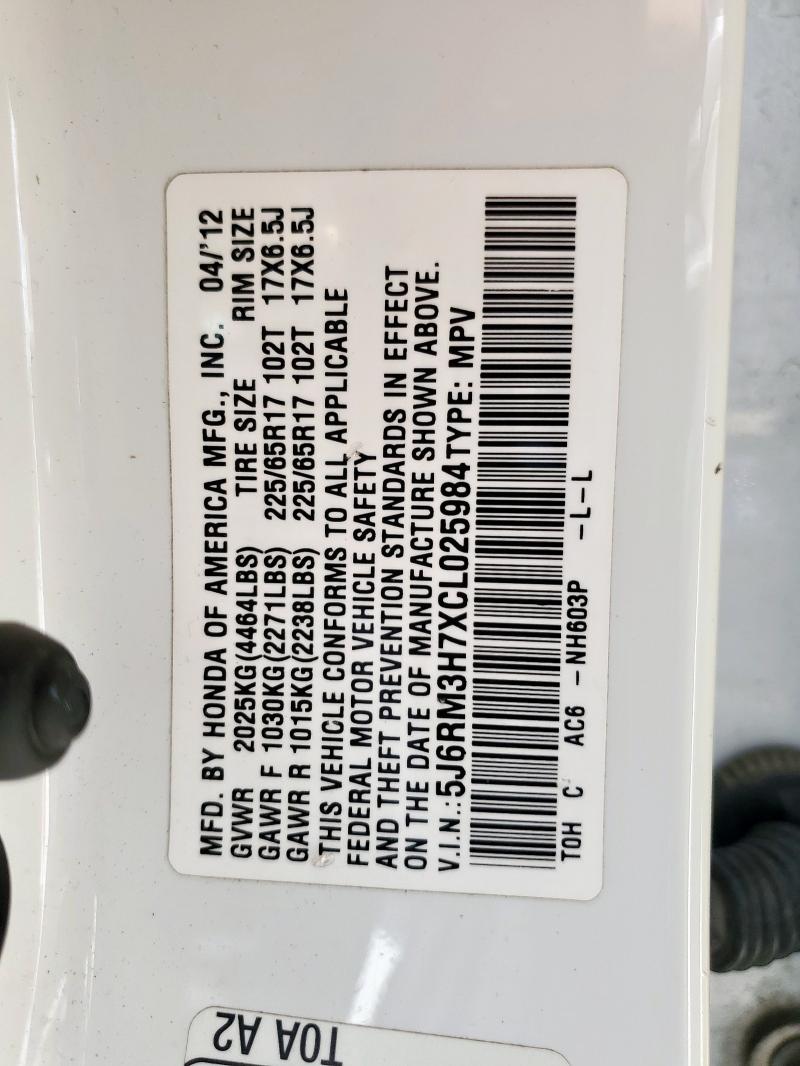 MFD. BY HONDA OF AMERICA MFG., INC. 04/'12
GVWR 2025KG(4464LBS) TIRE SIZE RIM SIZE
GAWR F 1030KG(2271LBS) 225/65R17 102T 17X6.5J
GAWR R 1015KG(2238LBS) 225/65R17 102T 17X6.5J
THIS VEHICLE CONFORMS TO ALL APPLICABLE
FEDERAL MOTOR VEHICLE SAFETY
AND THEFT PREVENTION STANDARDS IN EFFECT
ON THE DATE OF MANUFACTURE SHOWN ABOVE.
V.I.N.:5J6RM3H7XCL025984 TYPE: MPV
TOH C AC6 -NH603P -L-L
T0A A2